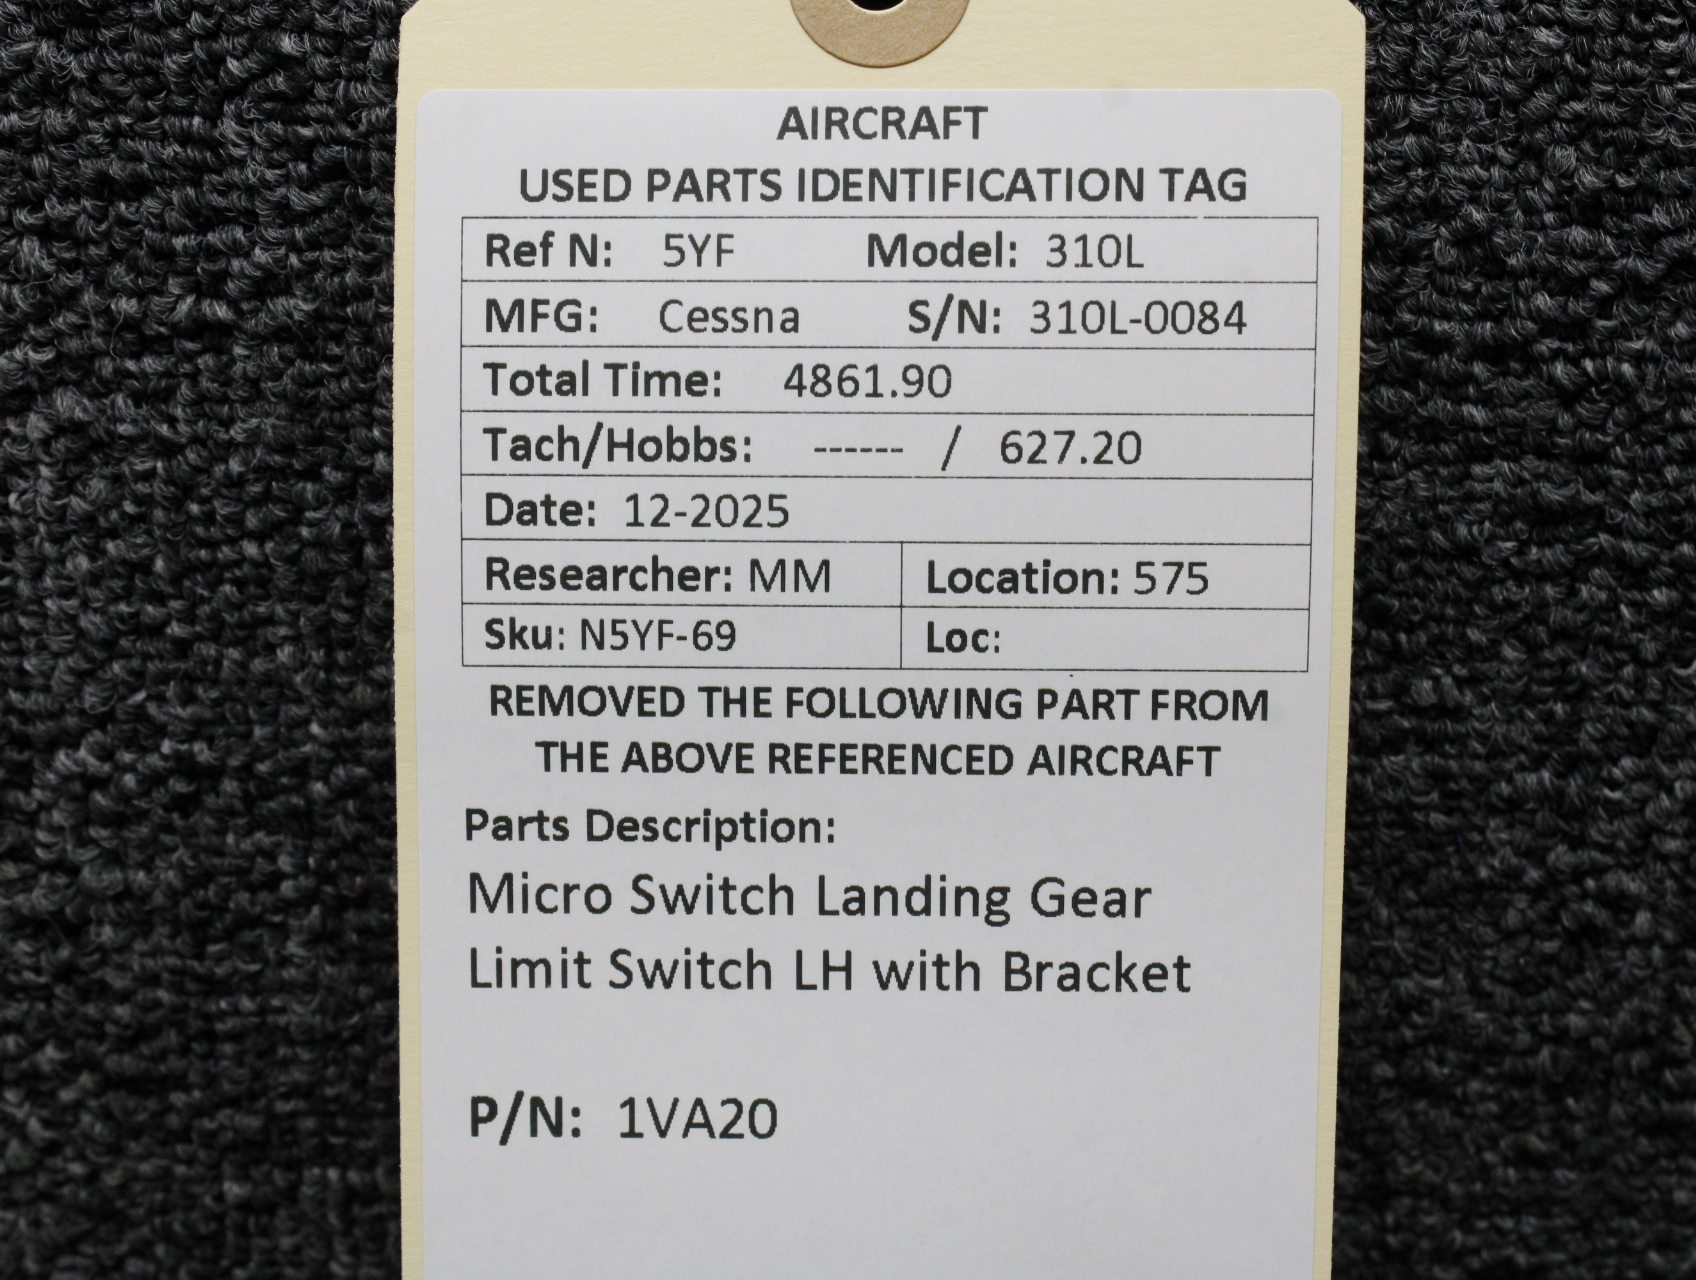 AIRCRAFT
USED PARTS IDENTIFICATION TAG
Ref N: 5YF Model: 310L
MFG: Cessna S/N: 310L-0084
Total Time: 4861.90
Tach/Hobbs: ------ / 627.20
Date: 12-2025
Researcher: MM Location: 575
Sku: N5YF-69 Loc:
REMOVED THE FOLLOWING PART FROM
THE ABOVE REFERENCED AIRCRAFT
Parts Description:
Micro Switch Landing Gear
Limit Switch LH with Bracket
P/N: 1VA20